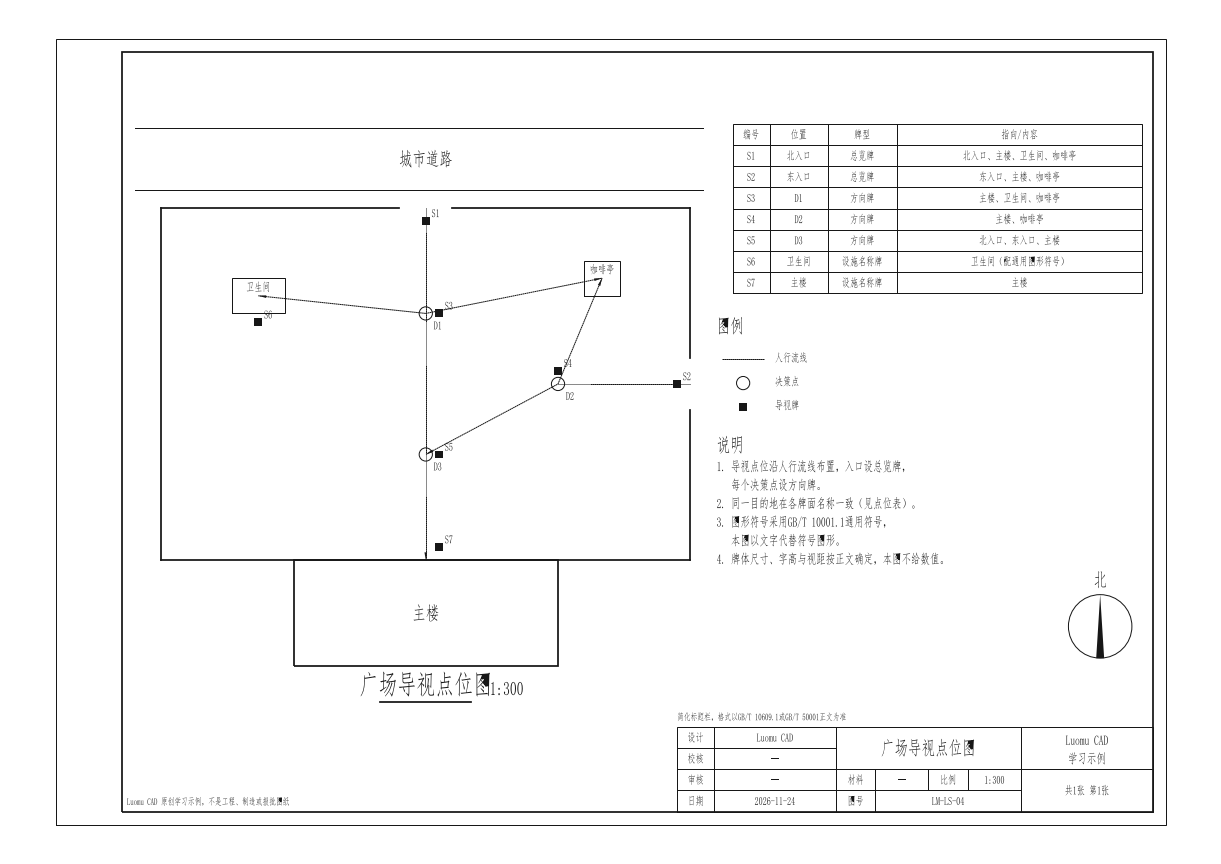 城市道路
S1
卫生间
咖啡亭
S6
S3
D1
S4
S2
D2
S5
D3
S7
主楼
广场导视点位图1:300
编号 位置 牌型 指向/内容
S1 北入口 总览牌 北入口、主楼、卫生间、咖啡亭
S2 东入口 总览牌 东入口、主楼、咖啡亭
S3 D1 方向牌 主楼、卫生间、咖啡亭
S4 D2 方向牌 主楼、咖啡亭
S5 D3 方向牌 北入口、东入口、主楼
S6 卫生间 设施名称牌 卫生间(配通用图形符号)
S7 主楼 设施名称牌 主楼
图例
人行流线
决策点
导视牌
说明
1. 导视点位沿人行流线布置，入口设总览牌，
每个决策点设方向牌。
2. 同一目的地在各牌面名称一致(见点位表)。
3. 图形符号采用GB/T 10001.1通用符号，
本图以文字代替符号图形。
4. 牌体尺寸、字高与视距按正文确定，本图不给数值。
北
简化标题栏，格式以GB/T 10609.1或GB/T 50001正文为准
设计 Luomu CAD
校核 —
审核 —
日期 2026-11-24
广场导视点位图
材料 — 比例 1:300
图号 LM-LS-04
Luomu CAD
学习示例
共1张 第1张
Luomu CAD 原创学习示例，不是工程、制造或报批图纸